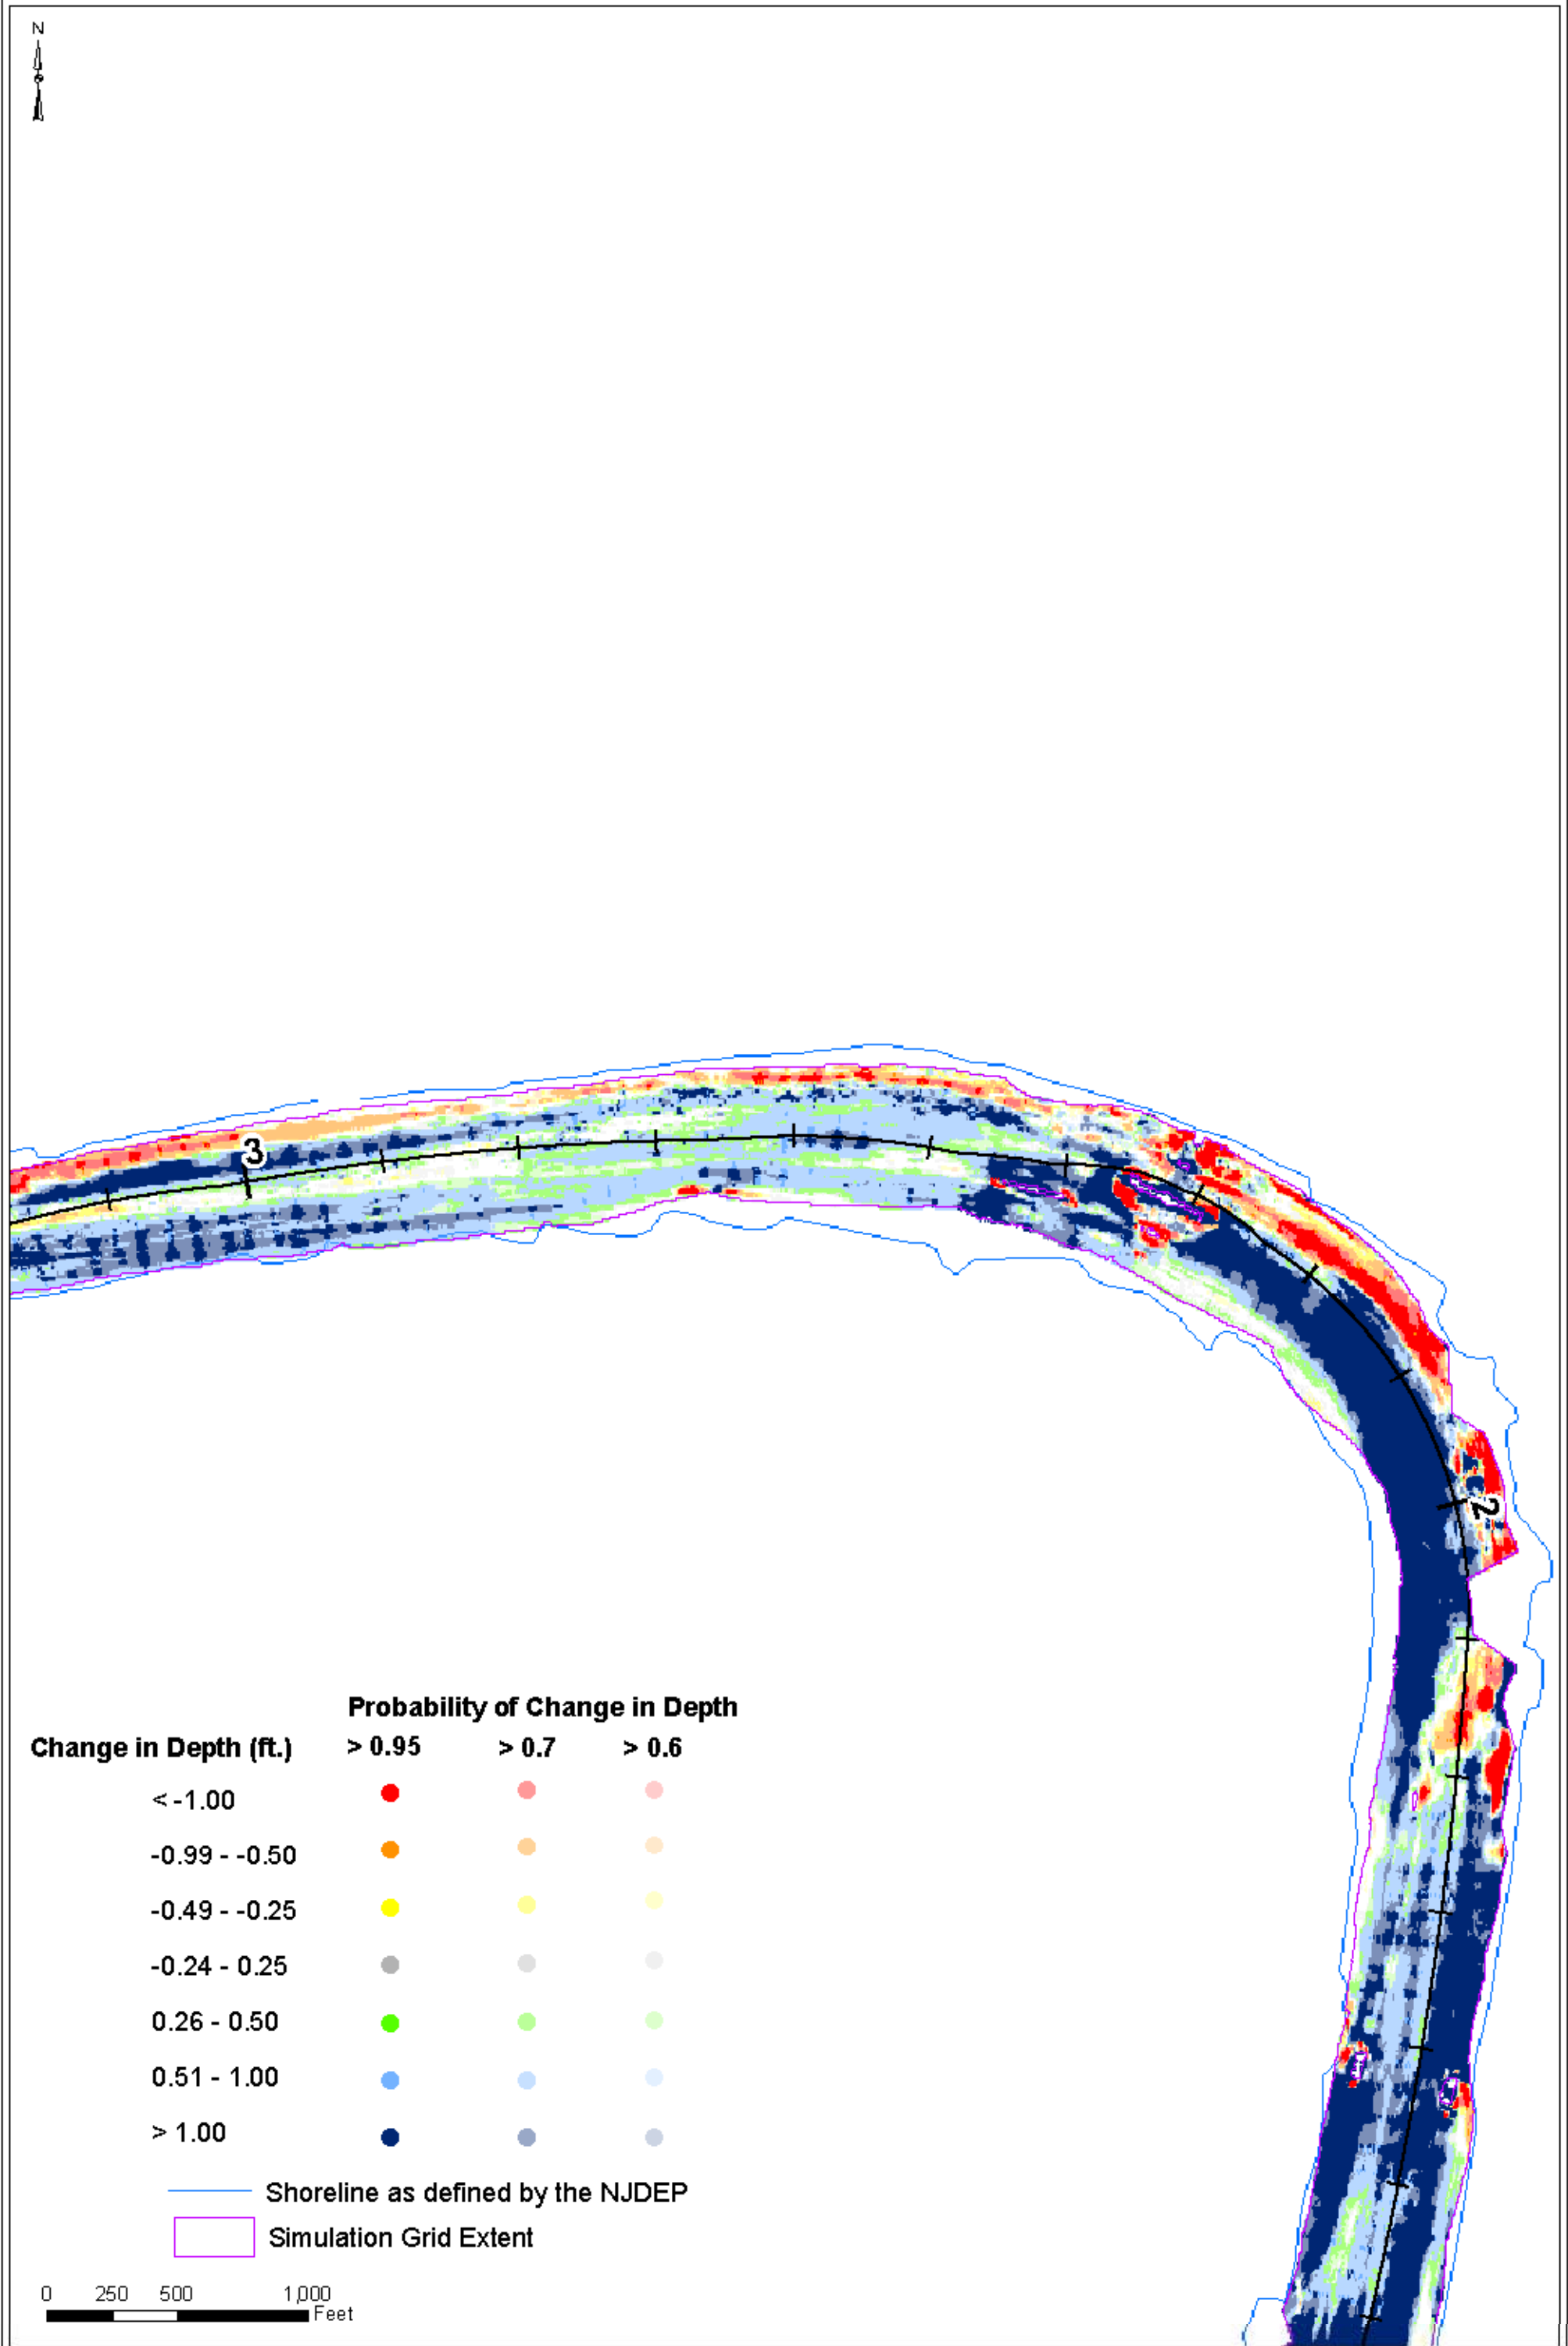 N
3
2
Probability of Change in Depth
Change in Depth (ft.) > 0.95 > 0.7 > 0.6
< -1.00
-0.99 - -0.50
-0.49 - -0.25
-0.24 - 0.25
0.26 - 0.50
0.51 - 1.00
> 1.00
Shoreline as defined by the NJDEP
Simulation Grid Extent
0 250 500 1,000
Feet